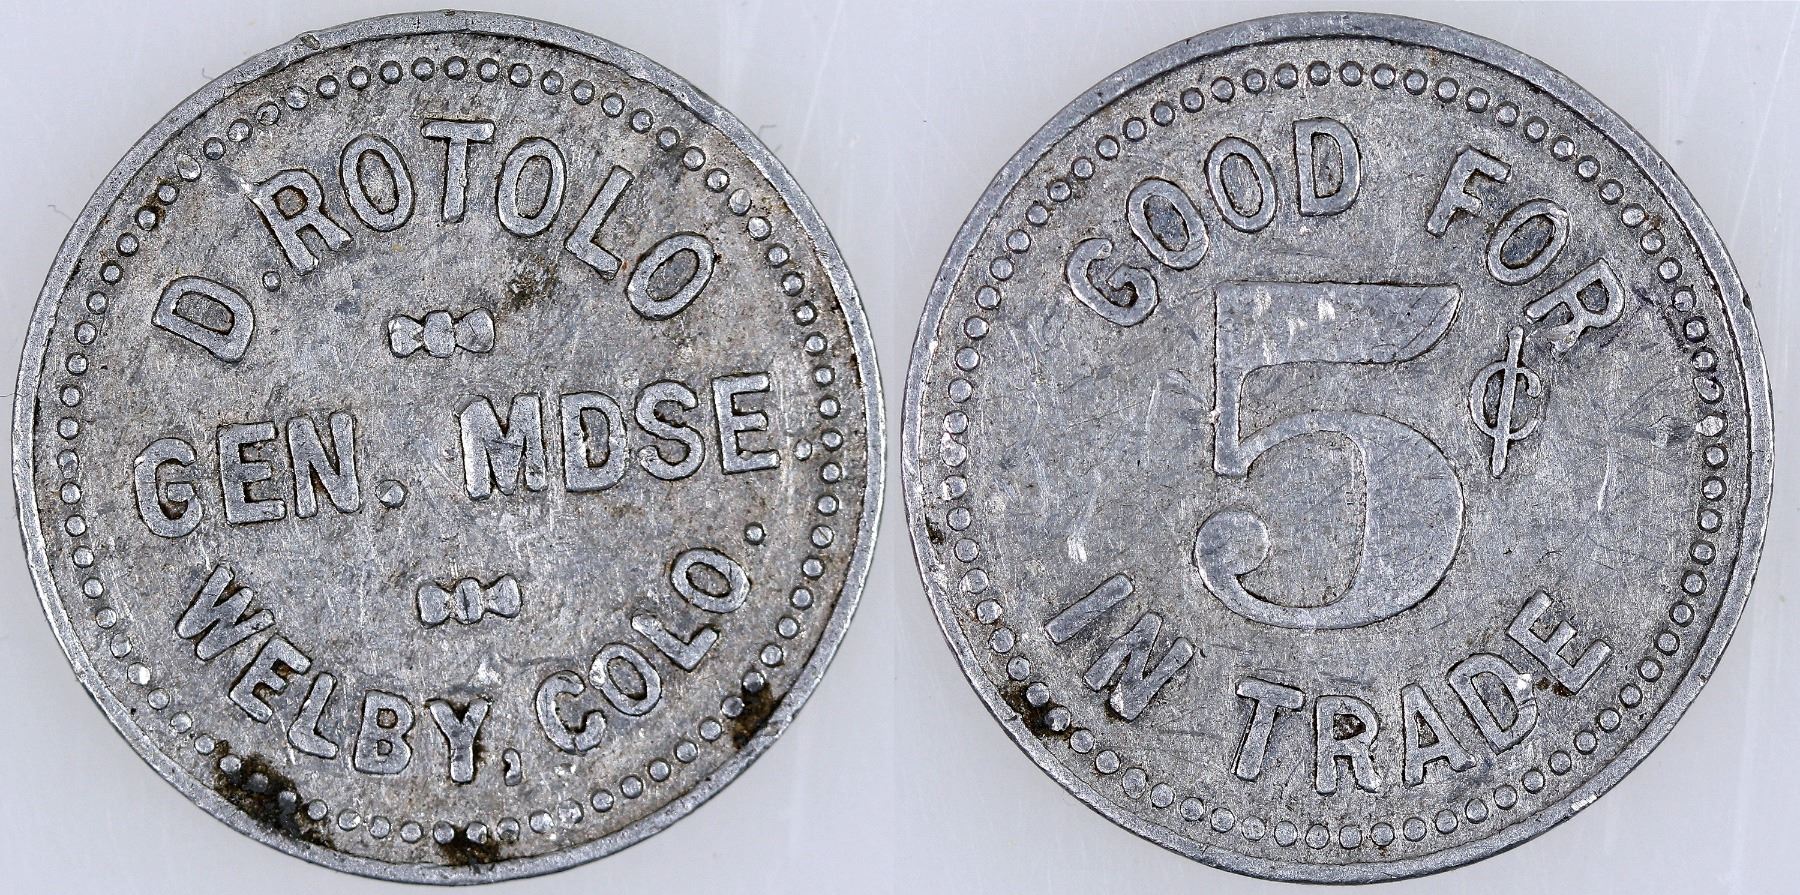 D. ROTOLO
GEN. MDSE.
WELBY, COLO.
GOOD FOR
5¢
IN TRADE